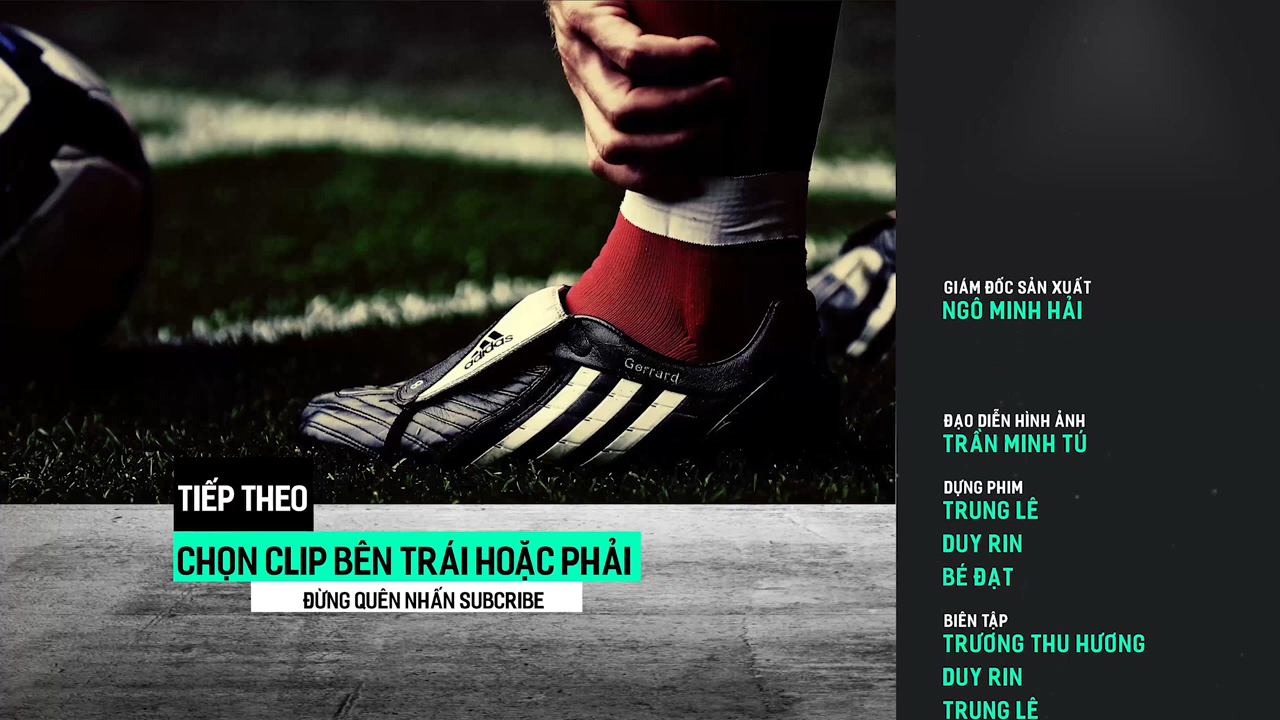 adidas
8
Gerrard
TIẾP THEO
CHỌN CLIP BÊN TRÁI HOẶC PHẢI
ĐỪNG QUÊN NHẤN SUBCRIBE
GIÁM ĐỐC SẢN XUẤT
NGÔ MINH HẢI
ĐẠO DIỄN HÌNH ẢNH
TRẦN MINH TÚ
DỰNG PHIM
TRUNG LÊ
DUY RIN
BÉ ĐẠT
BIÊN TẬP
TRƯƠNG THU HƯƠNG
DUY RIN
TRUNG LÊ